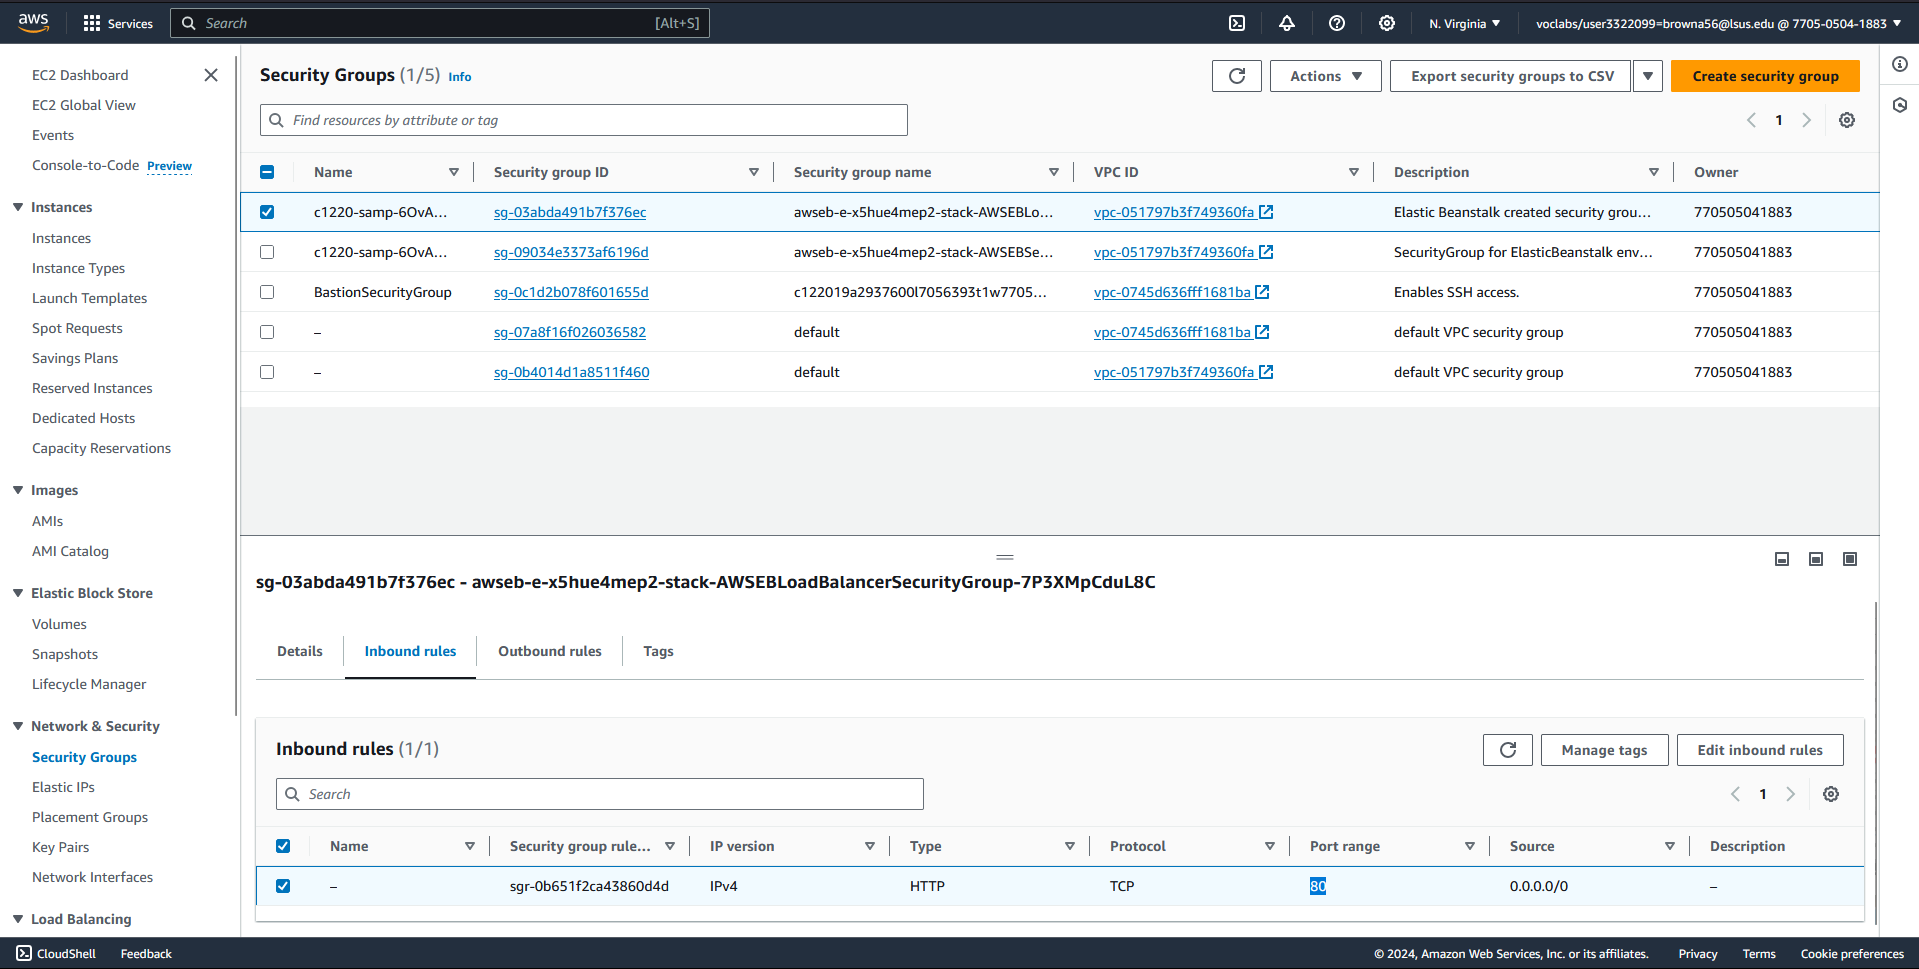 aws Services Search [Alt+S] N. Virginia voclabs/user3322099=browna56@lsus.edu @ 7705-0504-1883
EC2 Dashboard
EC2 Global View
Events
Console-to-Code Preview
Instances
Instances
Instance Types
Launch Templates
Spot Requests
Savings Plans
Reserved Instances
Dedicated Hosts
Capacity Reservations
Images
AMIs
AMI Catalog
Elastic Block Store
Volumes
Snapshots
Lifecycle Manager
Network & Security
Security Groups
Elastic IPs
Placement Groups
Key Pairs
Network Interfaces
Load Balancing
Security Groups (1/5) Info Actions Export security groups to CSV Create security group
Find resources by attribute or tag 1
Name Security group ID Security group name VPC ID Description Owner
c1220-samp-6OvA... sg-03abda491b7f376ec awseb-e-x5hue4mep2-stack-AWSEBLo... vpc-051797b3f749360fa Elastic Beanstalk created security grou... 770505041883
c1220-samp-6OvA... sg-09034e3373af6196d awseb-e-x5hue4mep2-stack-AWSEBSe... vpc-051797b3f749360fa SecurityGroup for ElasticBeanstalk env... 770505041883
BastionSecurityGroup sg-0c1d2b078f601655d c122019a2937600l7056393t1w7705... vpc-0745d636fff1681ba Enables SSH access. 770505041883
– sg-07a8f16f026036582 default vpc-0745d636fff1681ba default VPC security group 770505041883
– sg-0b4014d1a8511f460 default vpc-051797b3f749360fa default VPC security group 770505041883
sg-03abda491b7f376ec - awseb-e-x5hue4mep2-stack-AWSEBLoadBalancerSecurityGroup-7P3XMpCduL8C
Details Inbound rules Outbound rules Tags
Inbound rules (1/1) Manage tags Edit inbound rules
Search 1
Name Security group rule... IP version Type Protocol Port range Source Description
– sgr-0b651f2ca43860d4d IPv4 HTTP TCP 80 0.0.0.0/0 –
CloudShell Feedback © 2024, Amazon Web Services, Inc. or its affiliates. Privacy Terms Cookie preferences